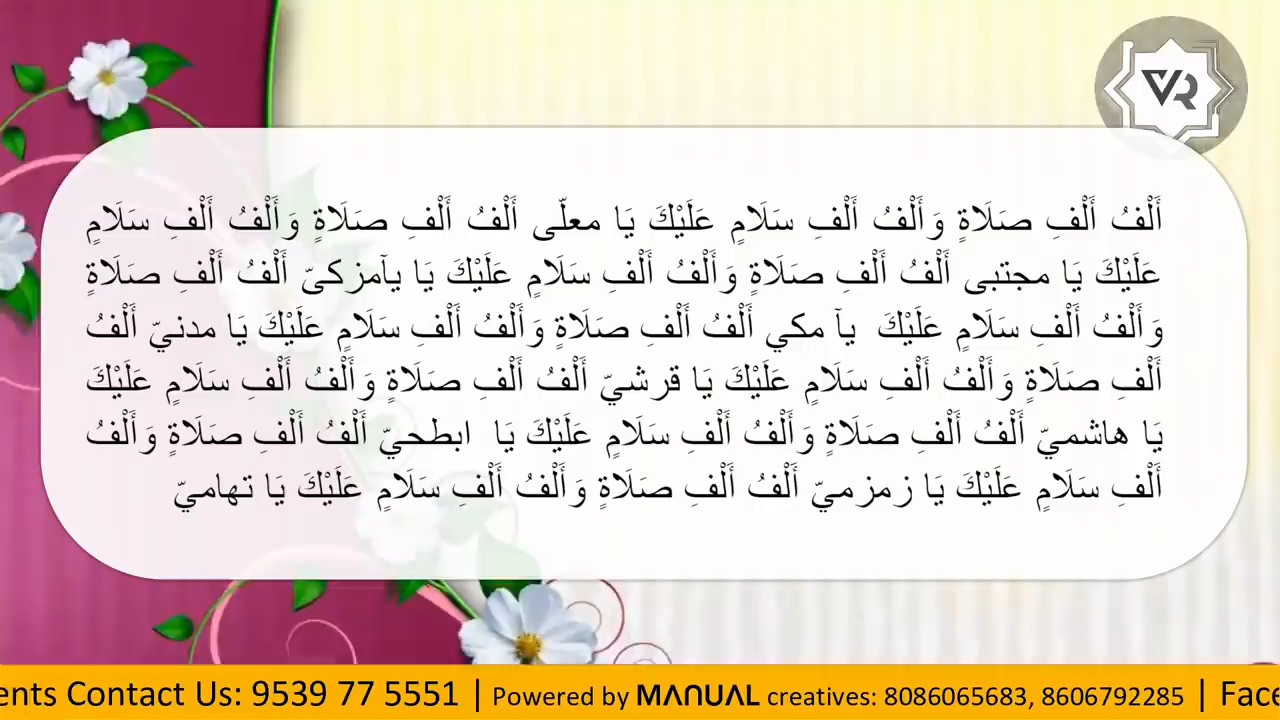 VR
أَلْفُ أَلْفِ صَلَاةٍ وَأَلْفُ أَلْفِ سَلَامٍ عَلَيْكَ يَا معلّى أَلْفُ أَلْفِ صَلَاةٍ وَأَلْفُ أَلْفِ سَلَامٍ
عَلَيْكَ يَا مجتبى أَلْفُ أَلْفِ صَلَاةٍ وَأَلْفُ أَلْفِ سَلَامٍ عَلَيْكَ يَا يآمزكىّ أَلْفُ أَلْفِ صَلَاةٍ
وَأَلْفُ أَلْفِ سَلَامٍ عَلَيْكَ يآ مكي أَلْفُ أَلْفِ صَلَاةٍ وَأَلْفُ أَلْفِ سَلَامٍ عَلَيْكَ يَا مدنيّ أَلْفُ
أَلْفِ صَلَاةٍ وَأَلْفُ أَلْفِ سَلَامٍ عَلَيْكَ يَا قرشيّ أَلْفُ أَلْفِ صَلَاةٍ وَأَلْفُ أَلْفِ سَلَامٍ عَلَيْكَ
يَا هاشميّ أَلْفُ أَلْفِ صَلَاةٍ وَأَلْفُ أَلْفِ سَلَامٍ عَلَيْكَ يَا ابطحيّ أَلْفُ أَلْفِ صَلَاةٍ وَأَلْفُ
أَلْفِ سَلَامٍ عَلَيْكَ يَا زمزميّ أَلْفُ أَلْفِ صَلَاةٍ وَأَلْفُ أَلْفِ سَلَامٍ عَلَيْكَ يَا تهاميّ
ents Contact Us: 9539 77 5551 | Powered by MANUAL creatives: 8086065683, 8606792285 | Face